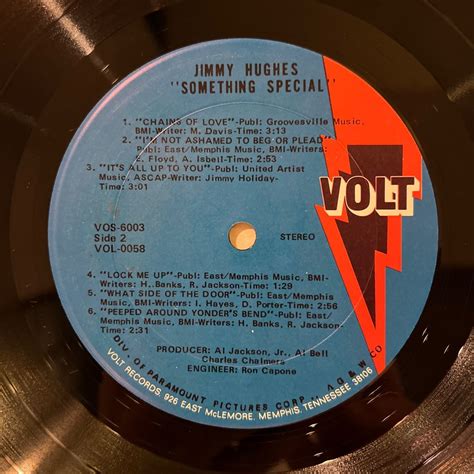 JIMMY HUGHES
"SOMETHING SPECIAL"
1. "CHAINS OF LOVE"-Publ: Groovesville Music,
BMI-Writer: M. Davis-Time: 3:13
2. "I'M NOT ASHAMED TO BEG OR PLEAD"
-Publ: East/Memphis Music, BMI-Writers:
E. Floyd, A. Isbell-Time: 2:53
3. "IT'S ALL UP TO YOU"-Publ: United Artist
Music, ASCAP-Writer: Jimmy Holiday-
Time: 3:01
VOLT
VOS-6003
Side 2
VOL-0058
STEREO
4. "LOCK ME UP"-Publ: East/Memphis Music, BMI-
Writers: H. Banks, R. Jackson-Time: 1:29
5. "WHAT SIDE OF THE DOOR"-Publ: East/Memphis
Music, BMI-Writers: I. Hayes, D. Porter-Time: 2:56
6. "PEEPED AROUND YONDER'S BEND"-Publ: East/
Memphis Music, BMI-Writers: H. Banks, R. Jackson-
Time: 2:31
PRODUCER: Al Jackson, Jr., Al Bell
Charles Chalmers
ENGINEER: Ron Capone
DIV. OF PARAMOUNT PICTURES CORP. A G&W CO
VOLT RECORDS, 926 EAST McLEMORE, MEMPHIS, TENNESSEE 38106